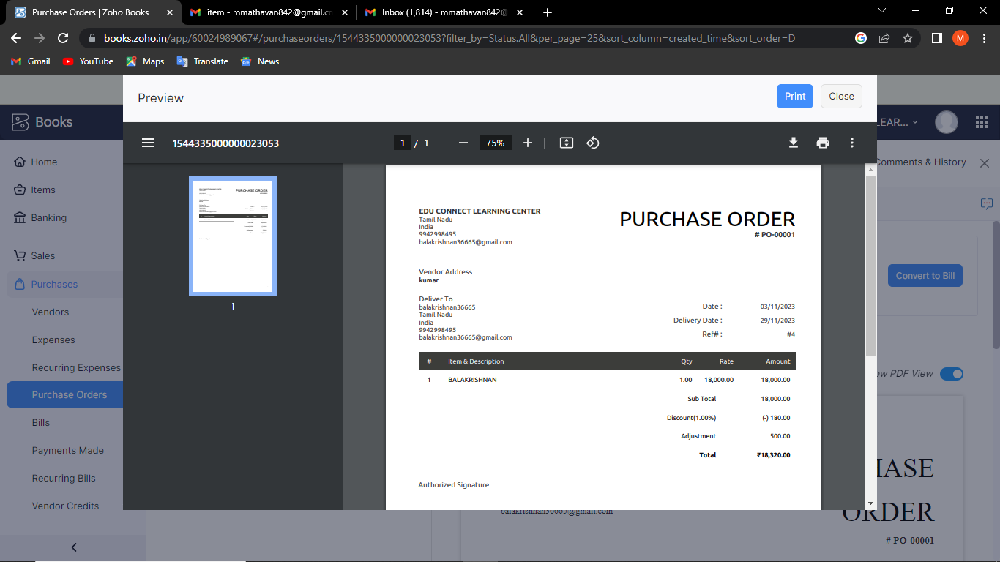 Purchase Orders | Zoho Books
item - mmathavan842@gmail.cc
Inbox (1,814) - mmathavan842@
books.zoho.in/app/60024989067#/purchaseorders/1544335000000023053?filter_by=Status.All&per_page=25&sort_column=created_time&sort_order=D
M
Gmail YouTube Maps Translate News
Preview
Print Close
Books
LEAR...
1544335000000023053
1 / 1
75%
Home
Items
Banking
Sales
Purchases
Vendors
Expenses
Recurring Expenses
Purchase Orders
Bills
Payments Made
Recurring Bills
Vendor Credits
Comments & History
Convert to Bill
ow PDF View
1
EDU CONNECT LEARNING CENTER
Tamil Nadu
India
9942998495
balakrishnan36665@gmail.com
PURCHASE ORDER
# PO-00001
Vendor Address
kumar
Deliver To
balakrishnan36665
Tamil Nadu
India
9942998495
balakrishnan36665@gmail.com
Date : 03/11/2023
Delivery Date : 29/11/2023
Ref# : #4
# Item & Description Qty Rate Amount
1 BALAKRISHNAN 1.00 18,000.00 18,000.00
Sub Total 18,000.00
Discount(1.00%) (-) 180.00
Adjustment 500.00
Total ₹18,320.00
Authorized Signature
HASE
ORDER
balakrishnan36665@gmail.com
# PO-00001